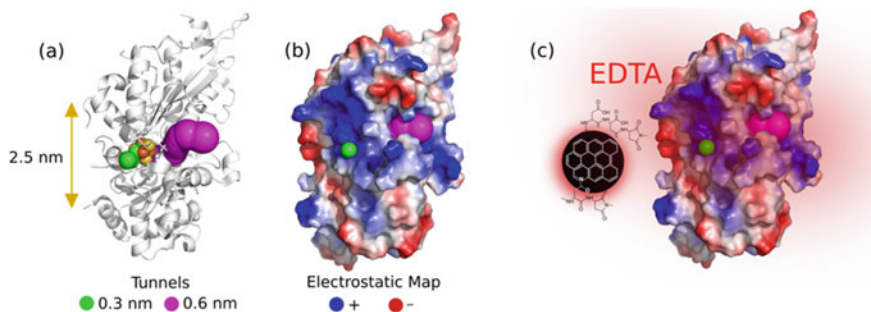 (a)
(b)
(c)
EDTA
2.5 nm
Tunnels
0.3 nm 0.6 nm
Electrostatic Map
+ –